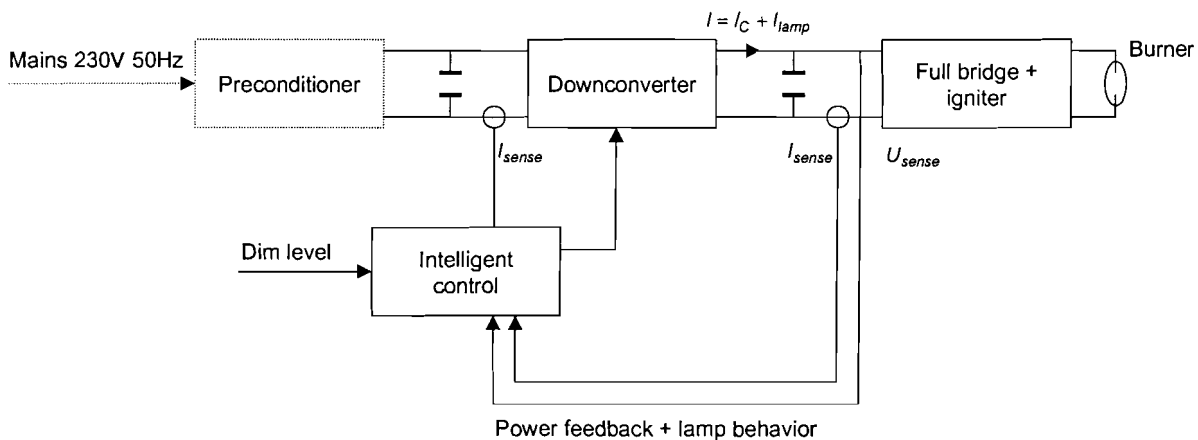 I = I_C + I_lamp
Mains 230V 50Hz
Preconditioner
Downconverter
Full bridge +
igniter
Burner
I_sense
I_sense
U_sense
Dim level
Intelligent
control
Power feedback + lamp behavior